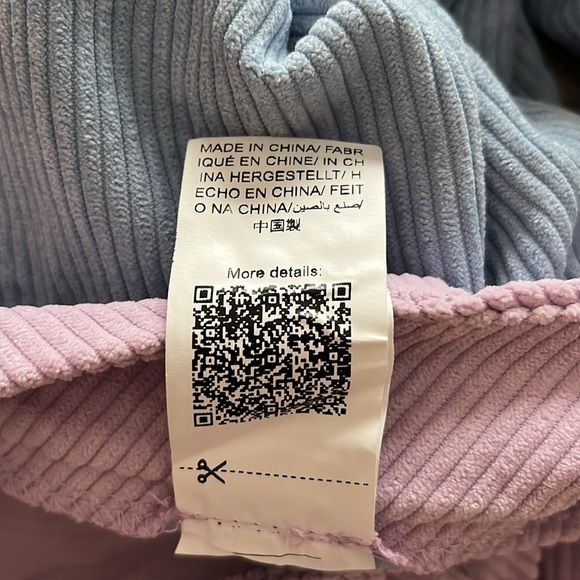 MADE IN CHINA/ FABR
IQUÉ EN CHINE/ IN CH
INA HERGESTELLT/ H
ECHO EN CHINA/ FEIT
O NA CHINA/صنع بالصين/
中国製
More details: